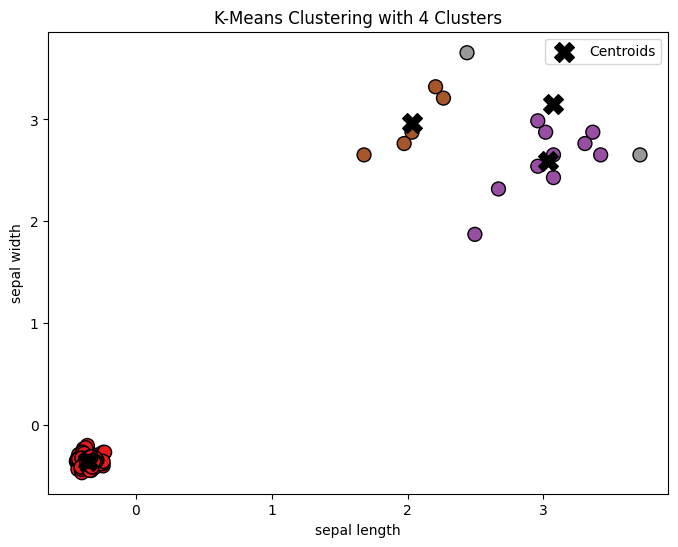 K-Means Clustering with 4 Clusters
Centroids
sepal width
3
2
1
0
0 1 2 3
sepal length